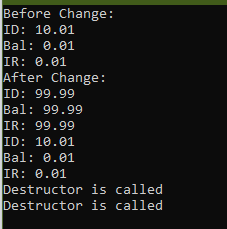 Before Change:
ID: 10.01
Bal: 0.01
IR: 0.01
After Change:
ID: 99.99
Bal: 99.99
IR: 99.99
ID: 10.01
Bal: 0.01
IR: 0.01
Destructor is called
Destructor is called